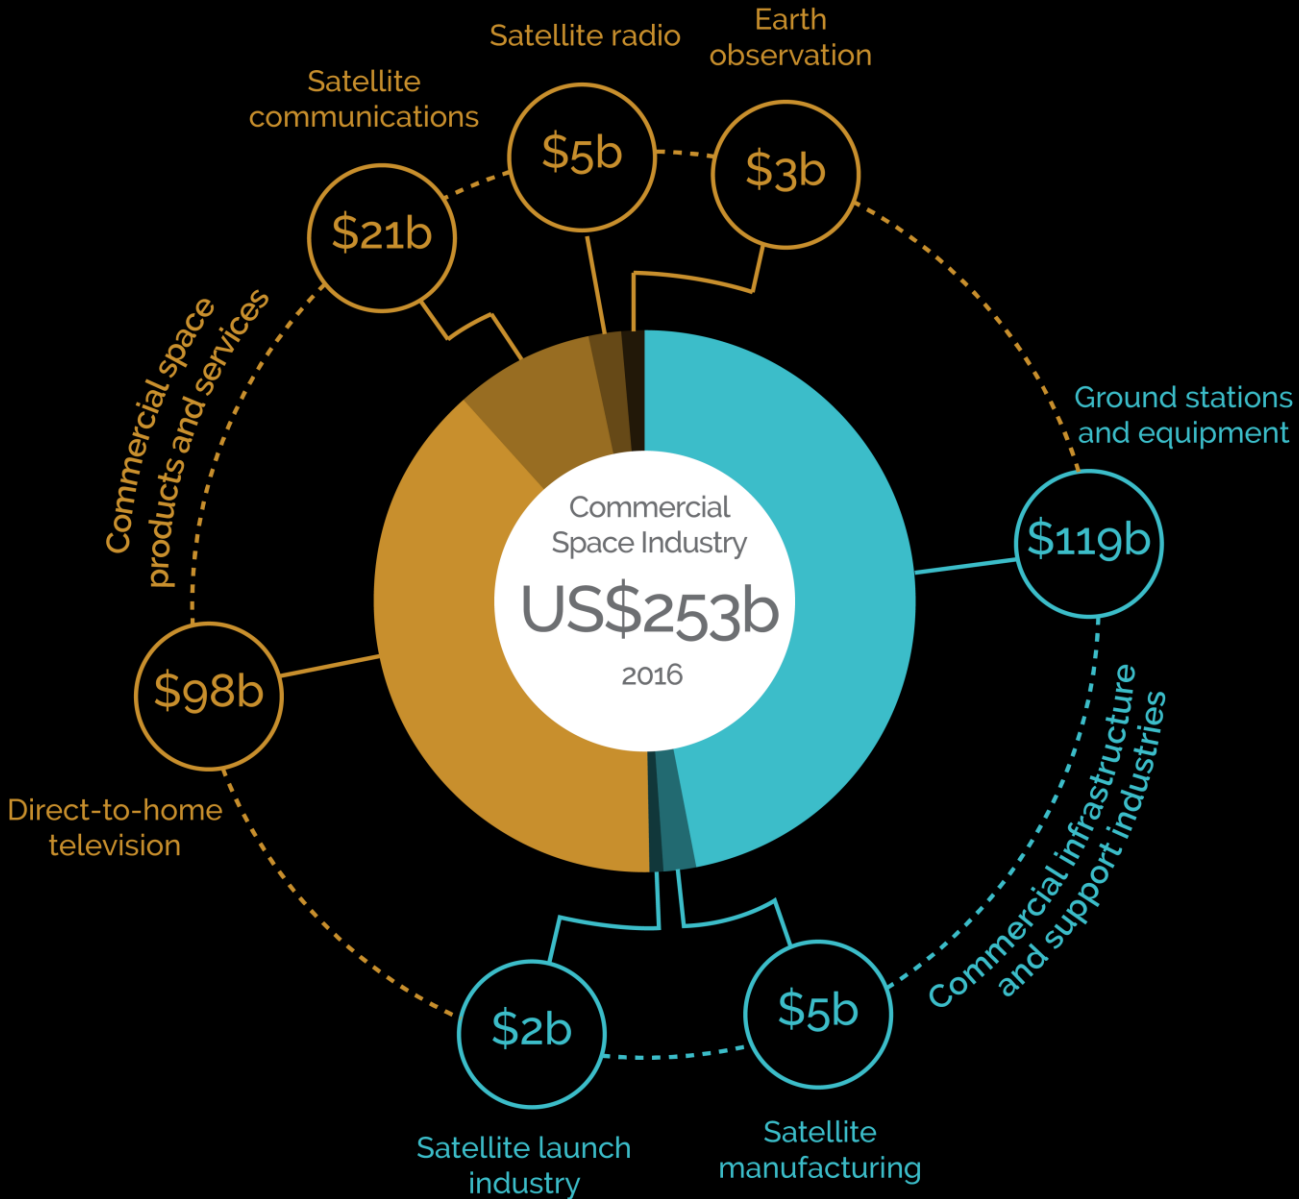 Satellite radio
Earth
observation
Satellite
communications
$5b
$3b
$21b
Commercial space
products and services
Ground stations
and equipment
Commercial
Space Industry
US$253b
2016
$119b
$98b
Direct-to-home
television
Commercial infrastructure
and support industries
$2b
$5b
Satellite launch
industry
Satellite
manufacturing